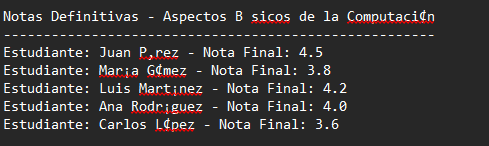 Notas Definitivas - Aspectos B sicos de la Computaci¢n
------------------------------------------------------
Estudiante: Juan P‚rez - Nota Final: 4.5
Estudiante: Mar¡a G¢mez - Nota Final: 3.8
Estudiante: Luis Mart¡nez - Nota Final: 4.2
Estudiante: Ana Rodr¡guez - Nota Final: 4.0
Estudiante: Carlos L¢pez - Nota Final: 3.6